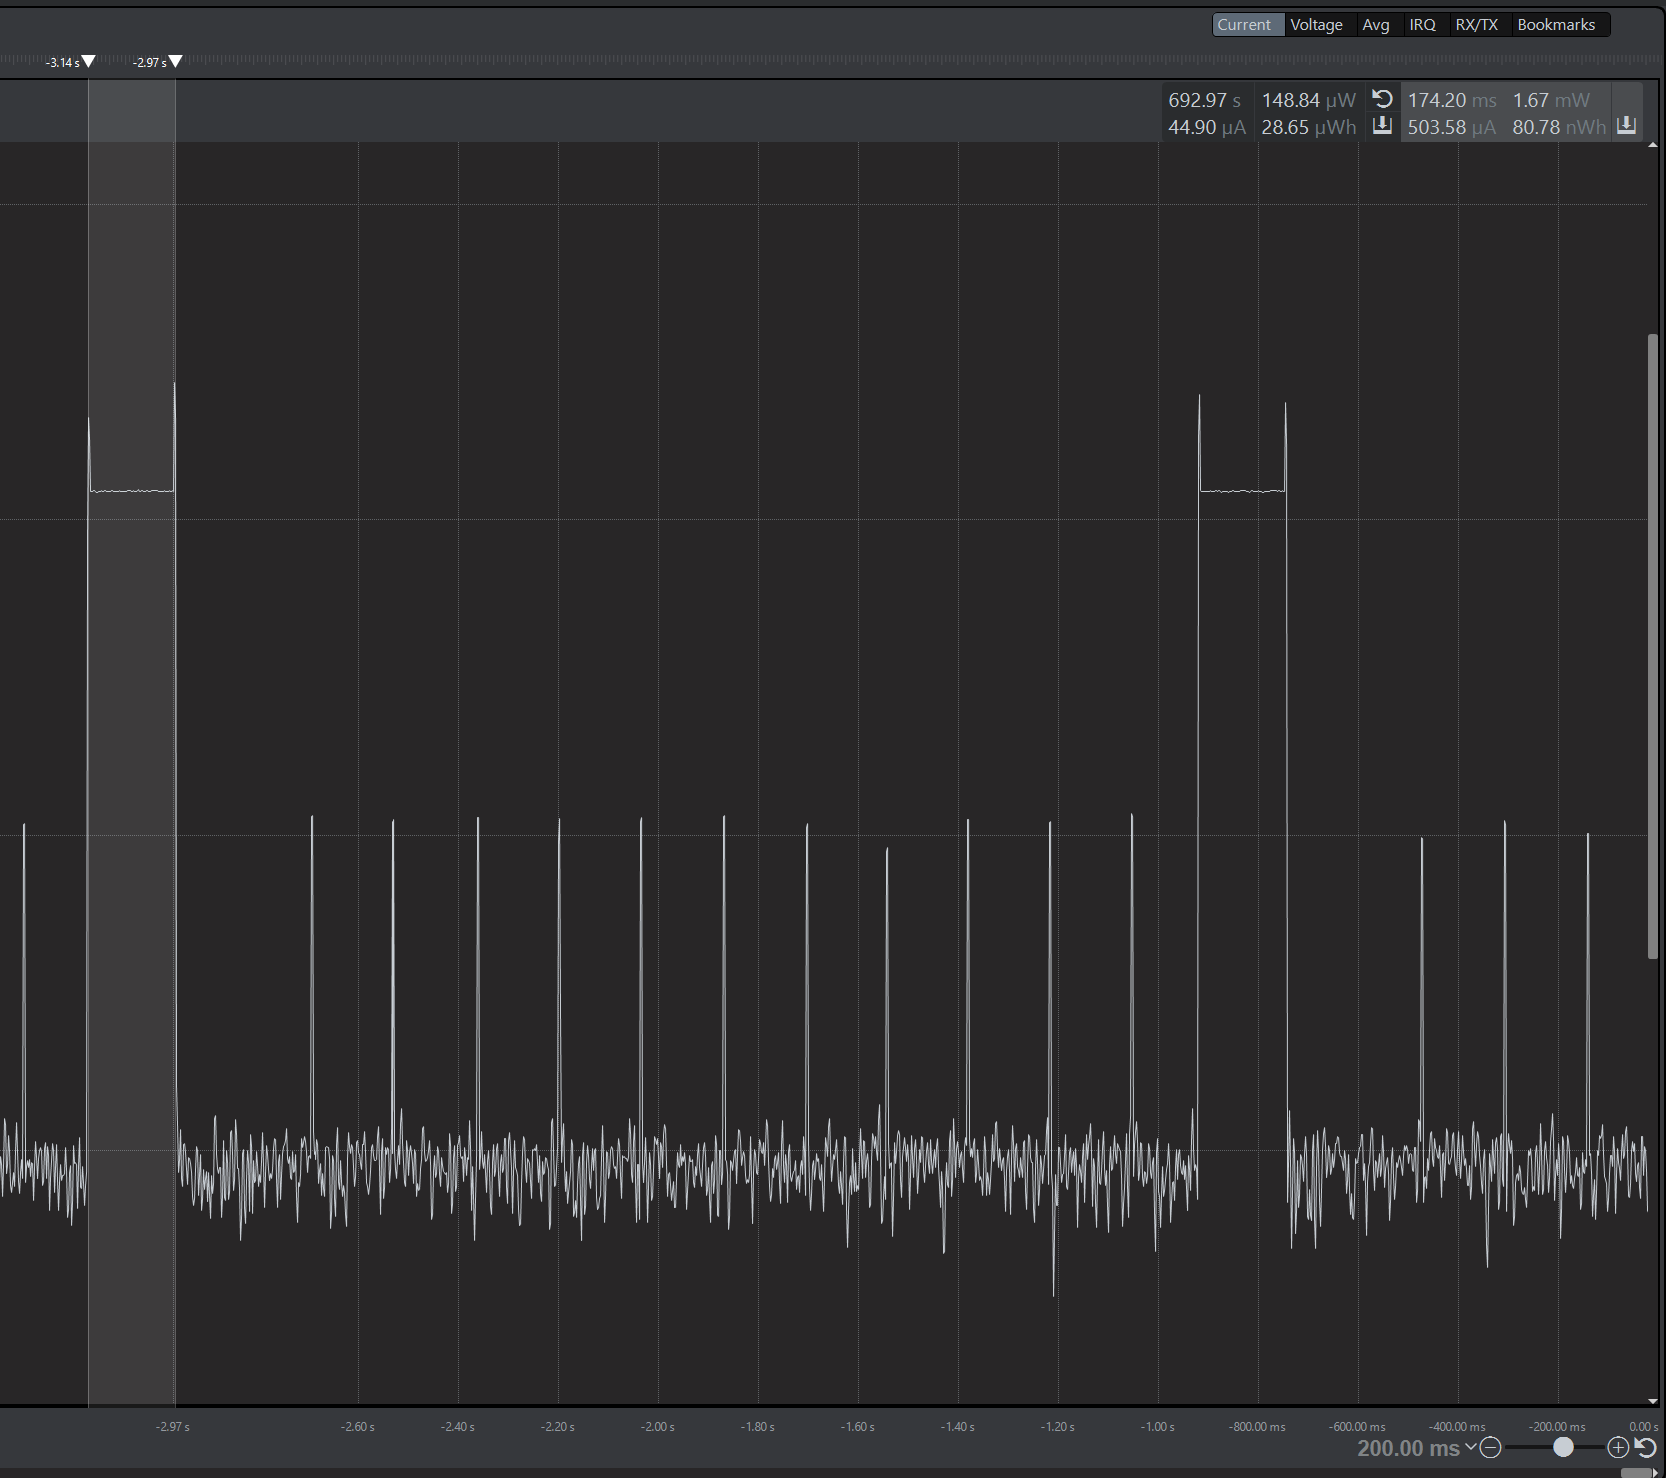 Current Voltage Avg IRQ RX/TX Bookmarks
-3.14 s -2.97 s
692.97 s 148.84 µW 174.20 ms 1.67 mW
44.90 µA 28.65 µWh 503.58 µA 80.78 nWh
-2.97 s -2.60 s -2.40 s -2.20 s -2.00 s -1.80 s -1.60 s -1.40 s -1.20 s -1.00 s -800.00 ms -600.00 ms -400.00 ms -200.00 ms 0.00 s
200.00 ms